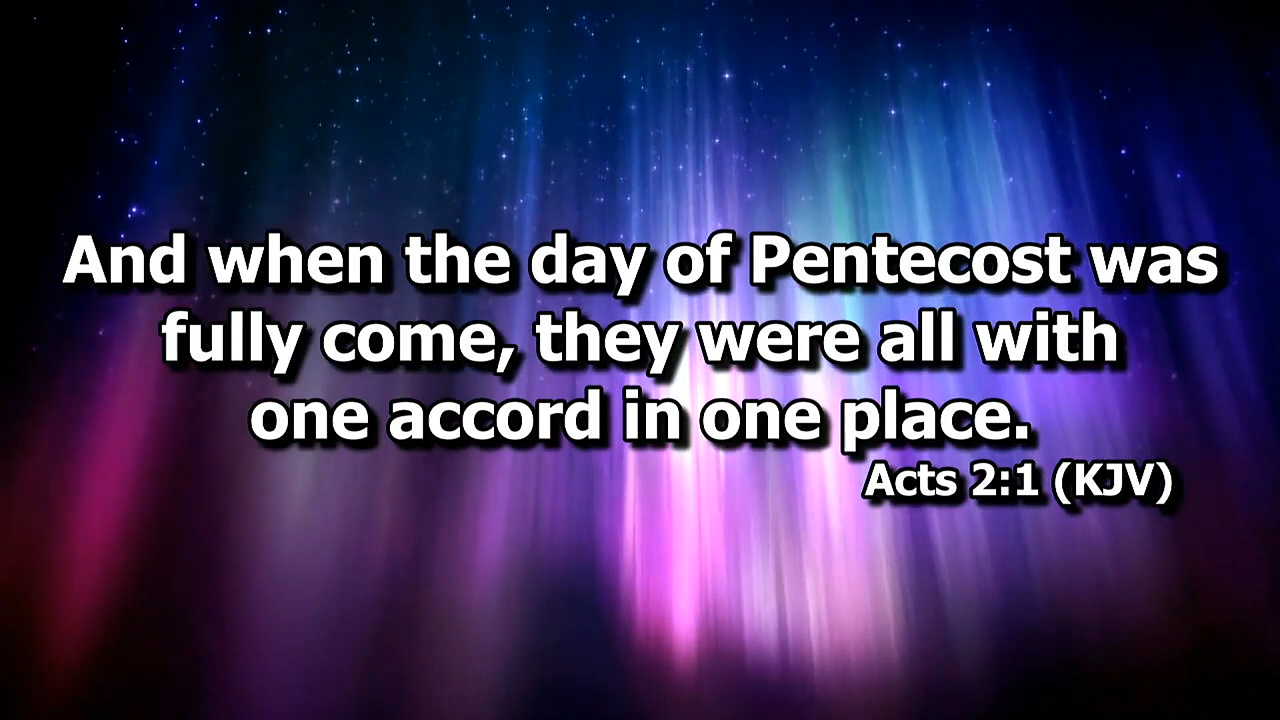 And when the day of Pentecost was
fully come, they were all with
one accord in one place.
Acts 2:1 (KJV)